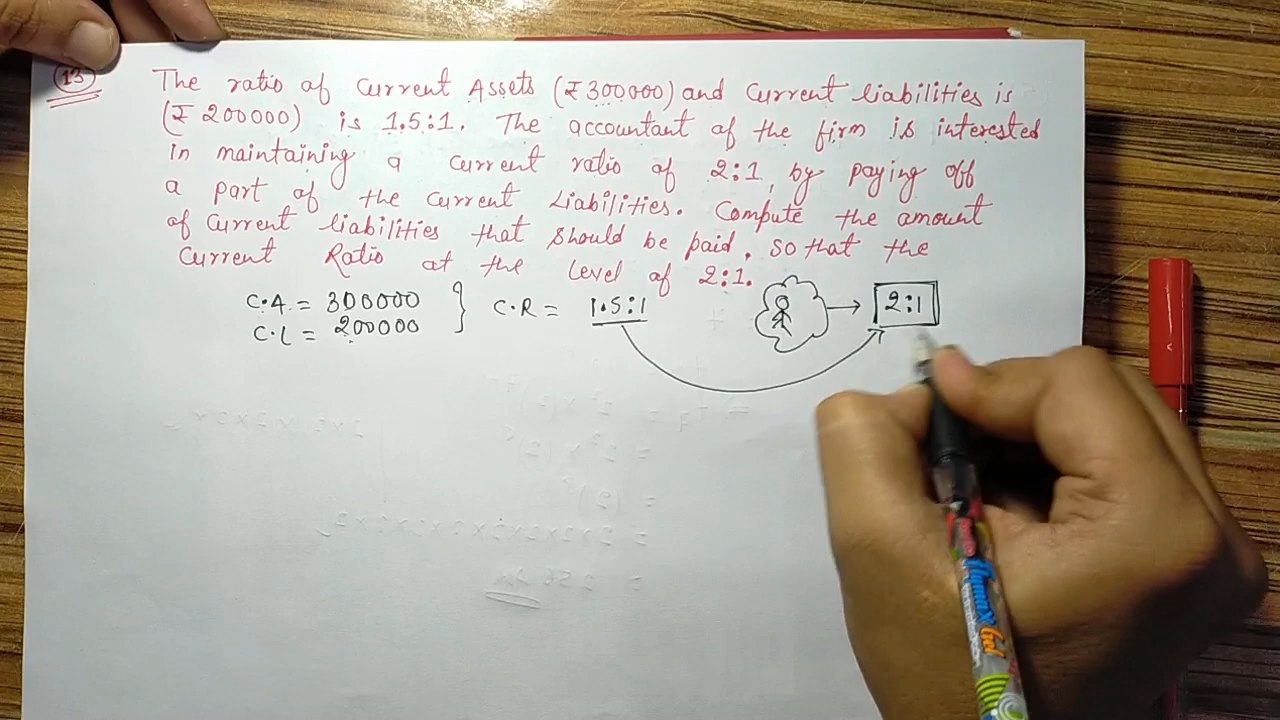 13
The ratio of Current Assets (₹ 300000) and Current liabilities is
(₹ 200000) is 1.5:1. The accountant of the firm is interested
in maintaining a current ratio of 2:1, by paying off
a part of the current Liabilities. Compute the amount
of Current liabilities that should be paid. So that the
Current Ratio at the level of 2:1.
C.A = 300000 } C.R = 1.5:1 → 2:1
C.L = 200000